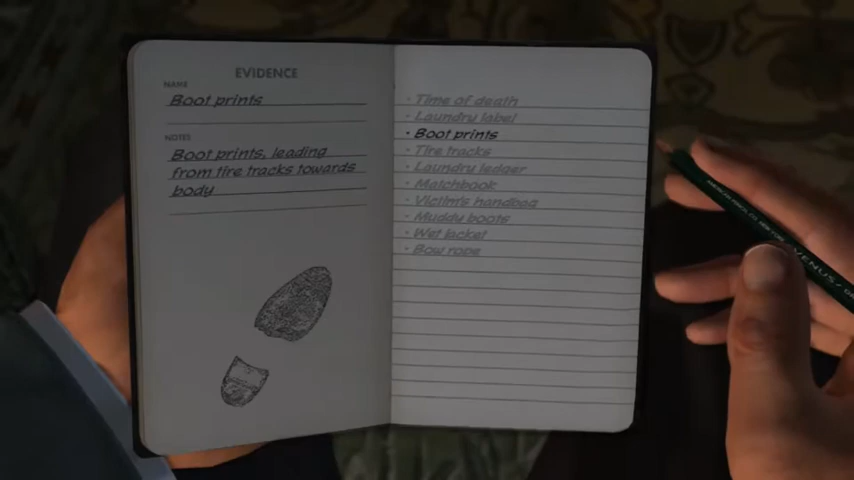 EVIDENCE
NAME
Boot prints
NOTES
Boot prints, leading
from tire tracks towards
body
• Time of death
• Laundry label
• Boot prints
• Tire tracks
• Laundry ledger
• Matchbook
• Victim's handbag
• Muddy boots
• Wet jacket
• Bow rope
VENUS